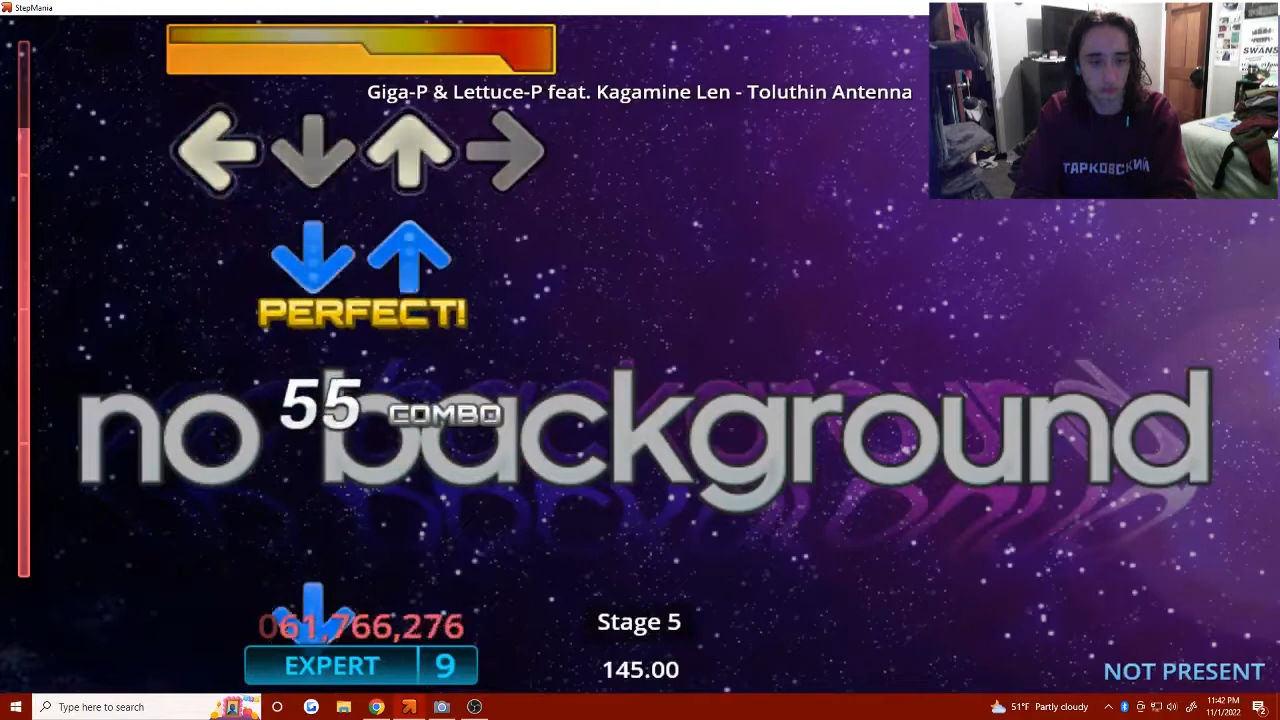 StepMania
Giga-P & Lettuce-P feat. Kagamine Len - Toluthin Antenna
SWANS
ТАРКОВСКИЙ
PERFECT!
55 COMBO
no background
061,766,276
Stage 5
EXPERT 9
145.00
NOT PRESENT
Type here to search
51°F Partly cloudy
11:42 PM
11/1/2022
2